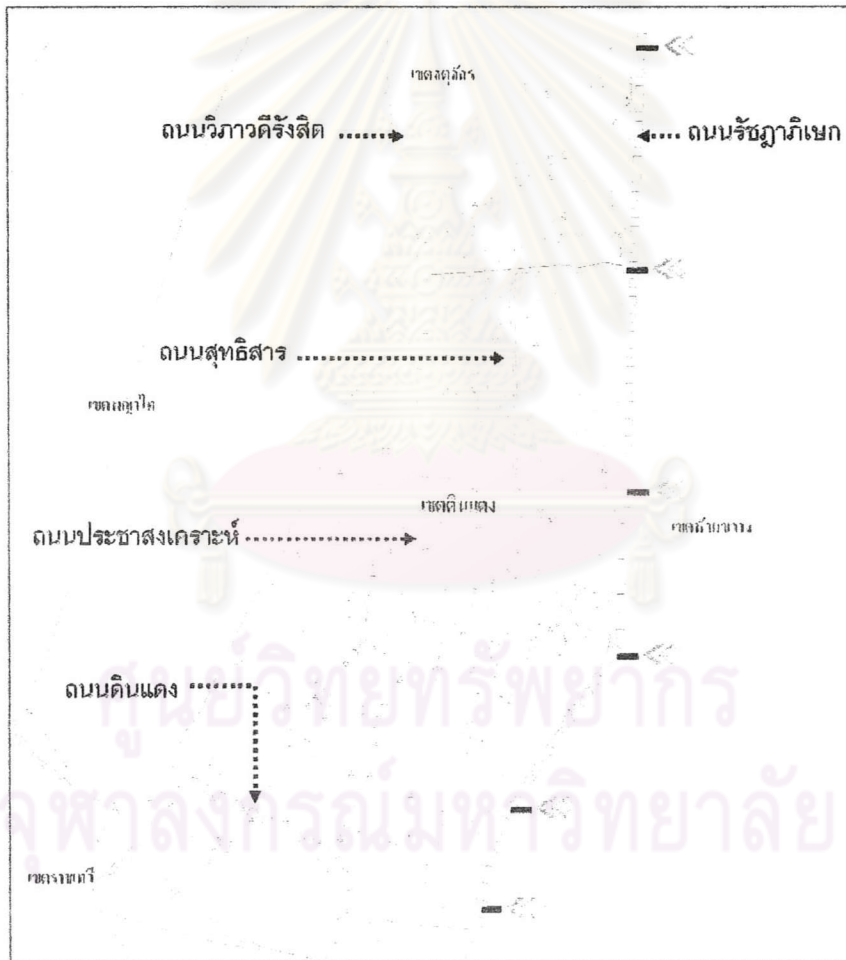 เขตจตุจักร
ถนนวิภาวดีรังสิต
ถนนรัชฎาภิเษก
ถนนสุทธิสาร
เขตพญาไท
เขตดินแดง
ถนนประชาสงเคราะห์
เขตห้วยขวาง
ถนนดินแดง
เขตราชเทวี
ศูนย์วิทยทรัพยากร
จุฬาลงกรณ์มหาวิทยาลัย